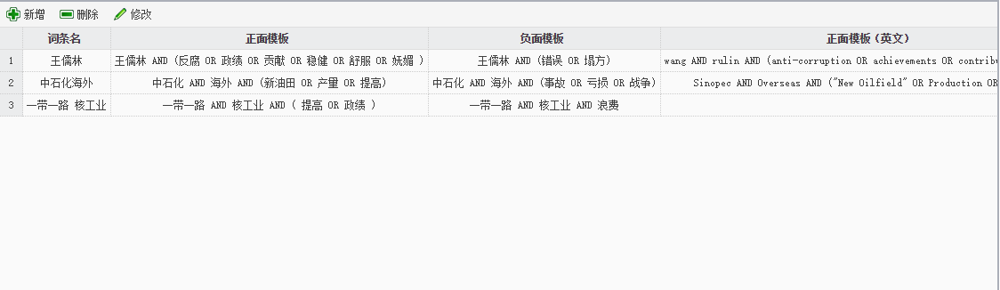 新增 删除 修改
词条名 正面模板 负面模板 正面模板(英文)
1 王儒林 王儒林 AND (反腐 OR 政绩 OR 贡献 OR 稳健 OR 舒服 OR 妩媚 ) 王儒林 AND (错误 OR 塌方) wang AND rulin AND (anti-corruption OR achievements OR contribu
2 中石化海外 中石化 AND 海外 AND (新油田 OR 产量 OR 提高) 中石化 AND 海外 AND (事故 OR 亏损 OR 战争) Sinopec AND Overseas AND ("New Oilfield" OR Production OR
3 一带一路 核工业 一带一路 AND 核工业 AND ( 提高 OR 政绩 ) 一带一路 AND 核工业 AND 浪费